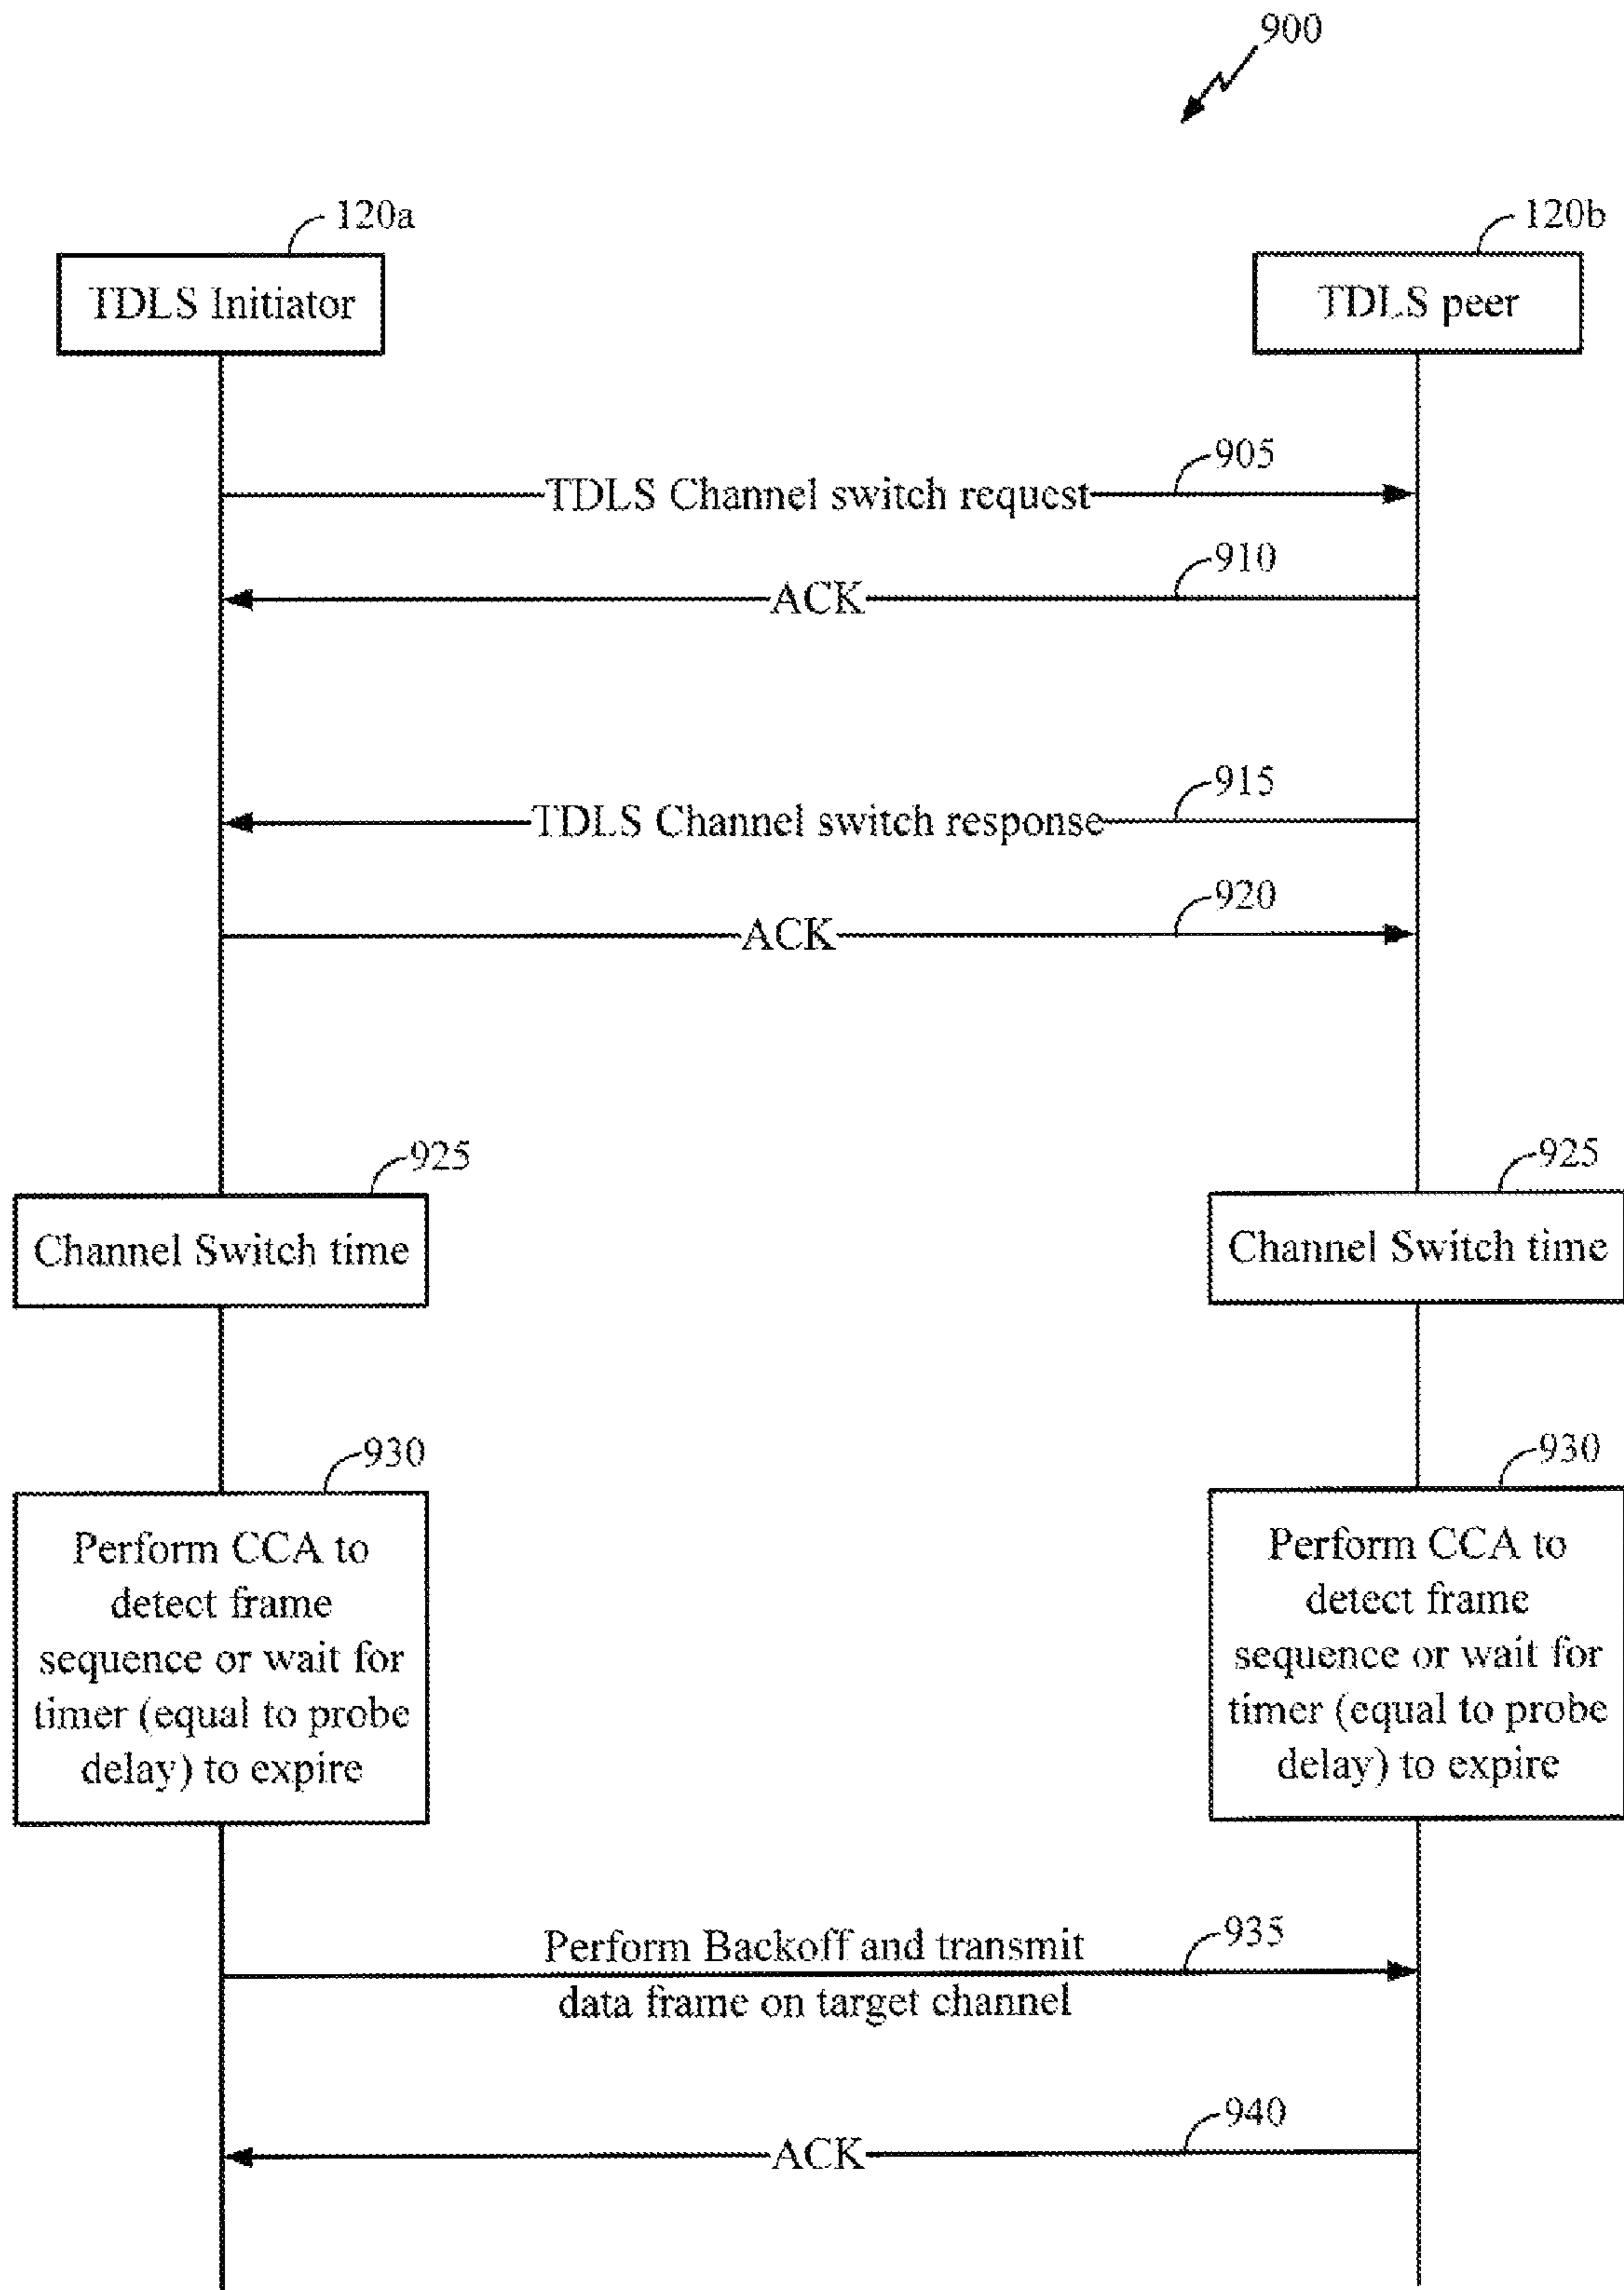 900
120a
120b
TDLS Initiator
TDLS peer
905
TDLS Channel switch request
910
ACK
915
TDLS Channel switch response
920
ACK
925
925
Channel Switch time
Channel Switch time
930
930
Perform CCA to
detect frame
sequence or wait for
timer (equal to probe
delay) to expire
Perform CCA to
detect frame
sequence or wait for
timer (equal to probe
delay) to expire
935
Perform Backoff and transmit
data frame on target channel
940
ACK